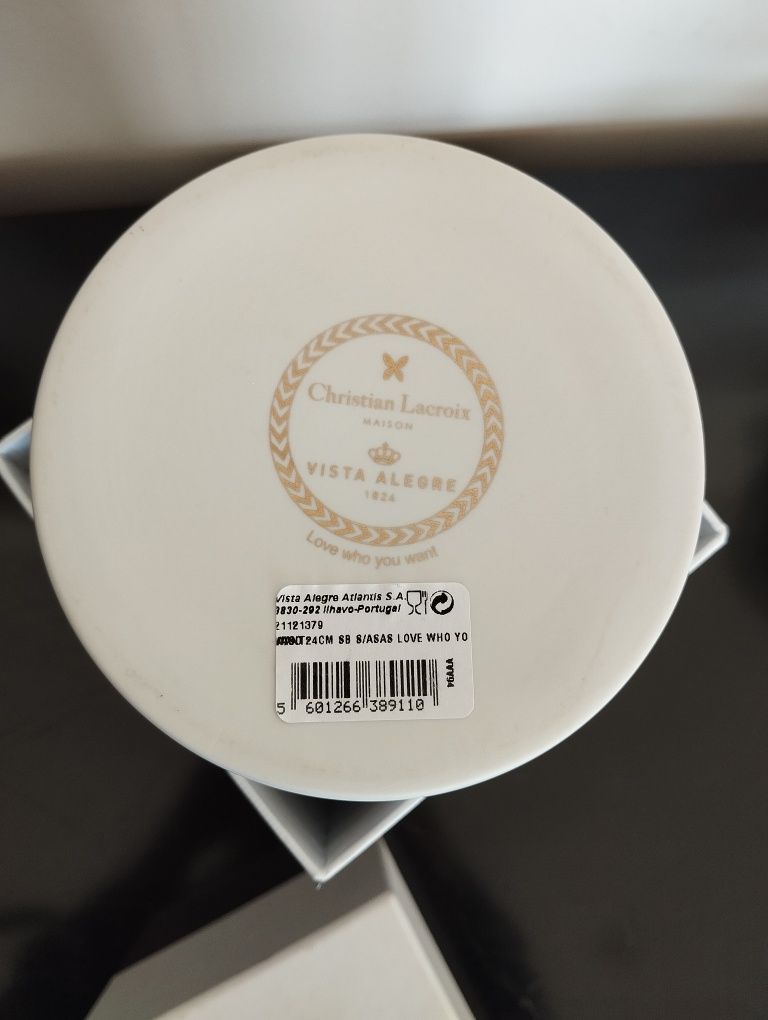 Christian Lacroix
MAISON
VISTA ALEGRE
1824
Love who you want
Vista Alegre Atlantis S.A.
3830-292 Ilhavo-Portugal
21121379
24CM SB S/ASAS LOVE WHO YO
5 601266 389110